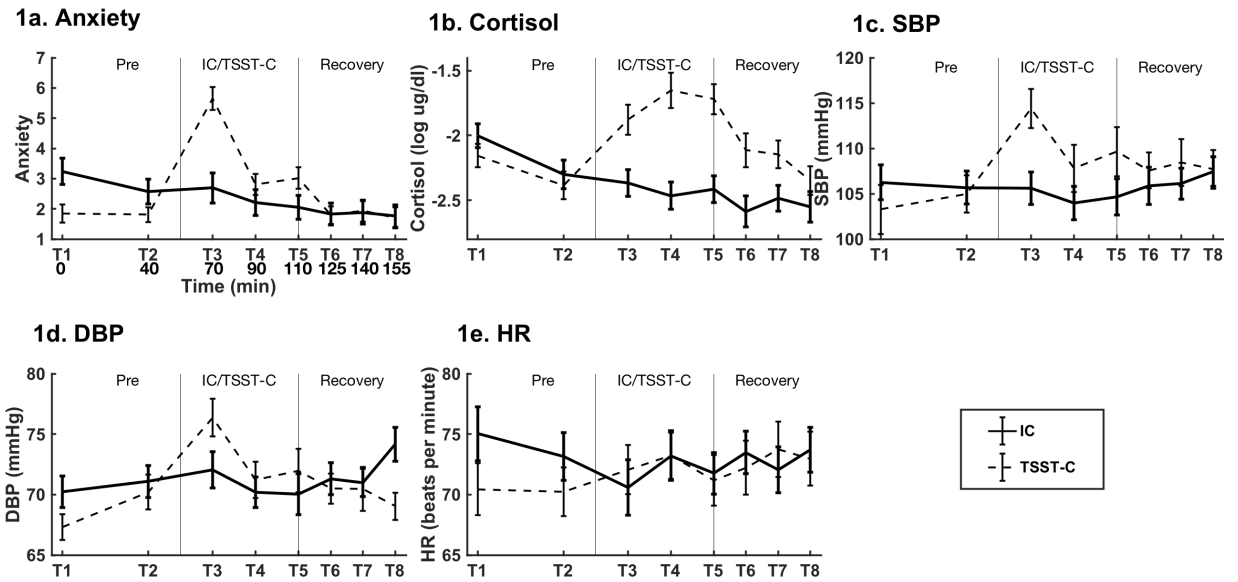 1a. Anxiety
7
6
5
4
3
2
1
Anxiety
Pre
IC/TSST-C
Recovery
T1 T2 T3 T4 T5 T6 T7 T8
0 40 70 90 110 125 140 155
Time (min)
1b. Cortisol
-1.5
-2
-2.5
Cortisol (log ug/dl)
Pre
IC/TSST-C
Recovery
T1 T2 T3 T4 T5 T6 T7 T8
1c. SBP
120
115
110
105
100
SBP (mmHg)
Pre
IC/TSST-C
Recovery
T1 T2 T3 T4 T5 T6 T7 T8
1d. DBP
80
75
70
65
DBP (mmHg)
Pre
IC/TSST-C
Recovery
T1 T2 T3 T4 T5 T6 T7 T8
1e. HR
80
75
70
65
HR (beats per minute)
Pre
IC/TSST-C
Recovery
T1 T2 T3 T4 T5 T6 T7 T8
IC
TSST-C